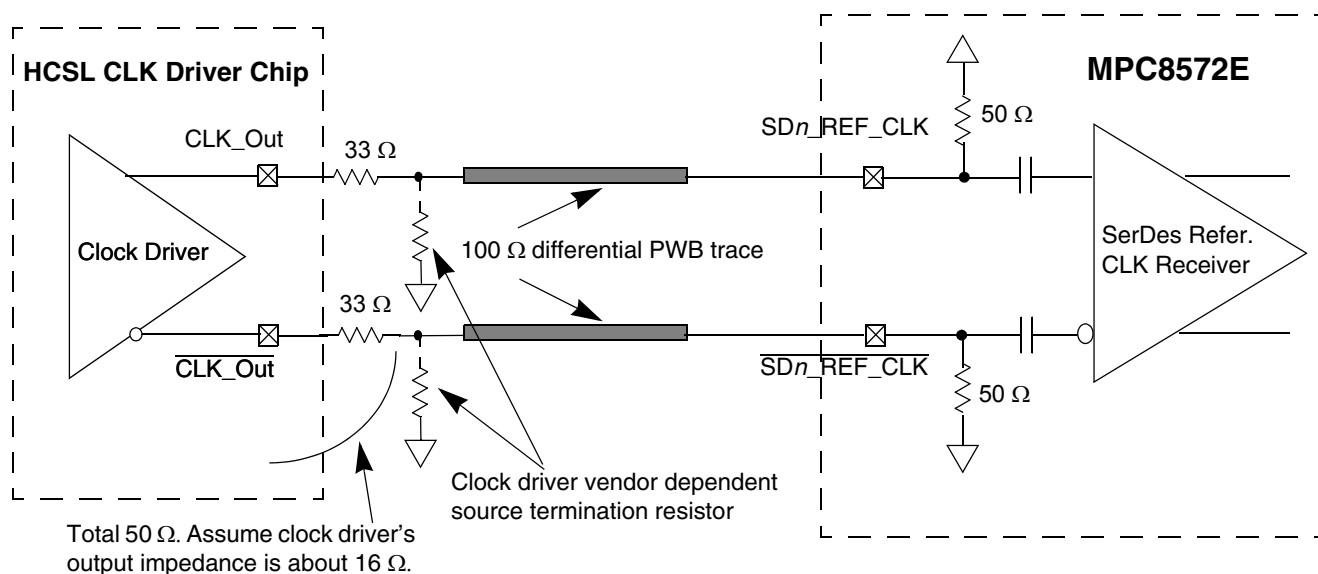 HCSL CLK Driver Chip
MPC8572E
CLK_Out
33 Ω
SDn_REF_CLK
50 Ω
Clock Driver
100 Ω differential PWB trace
SerDes Refer.
CLK Receiver
33 Ω
CLK_Out
SDn_REF_CLK
50 Ω
Clock driver vendor dependent
source termination resistor
Total 50 Ω. Assume clock driver's
output impedance is about 16 Ω.